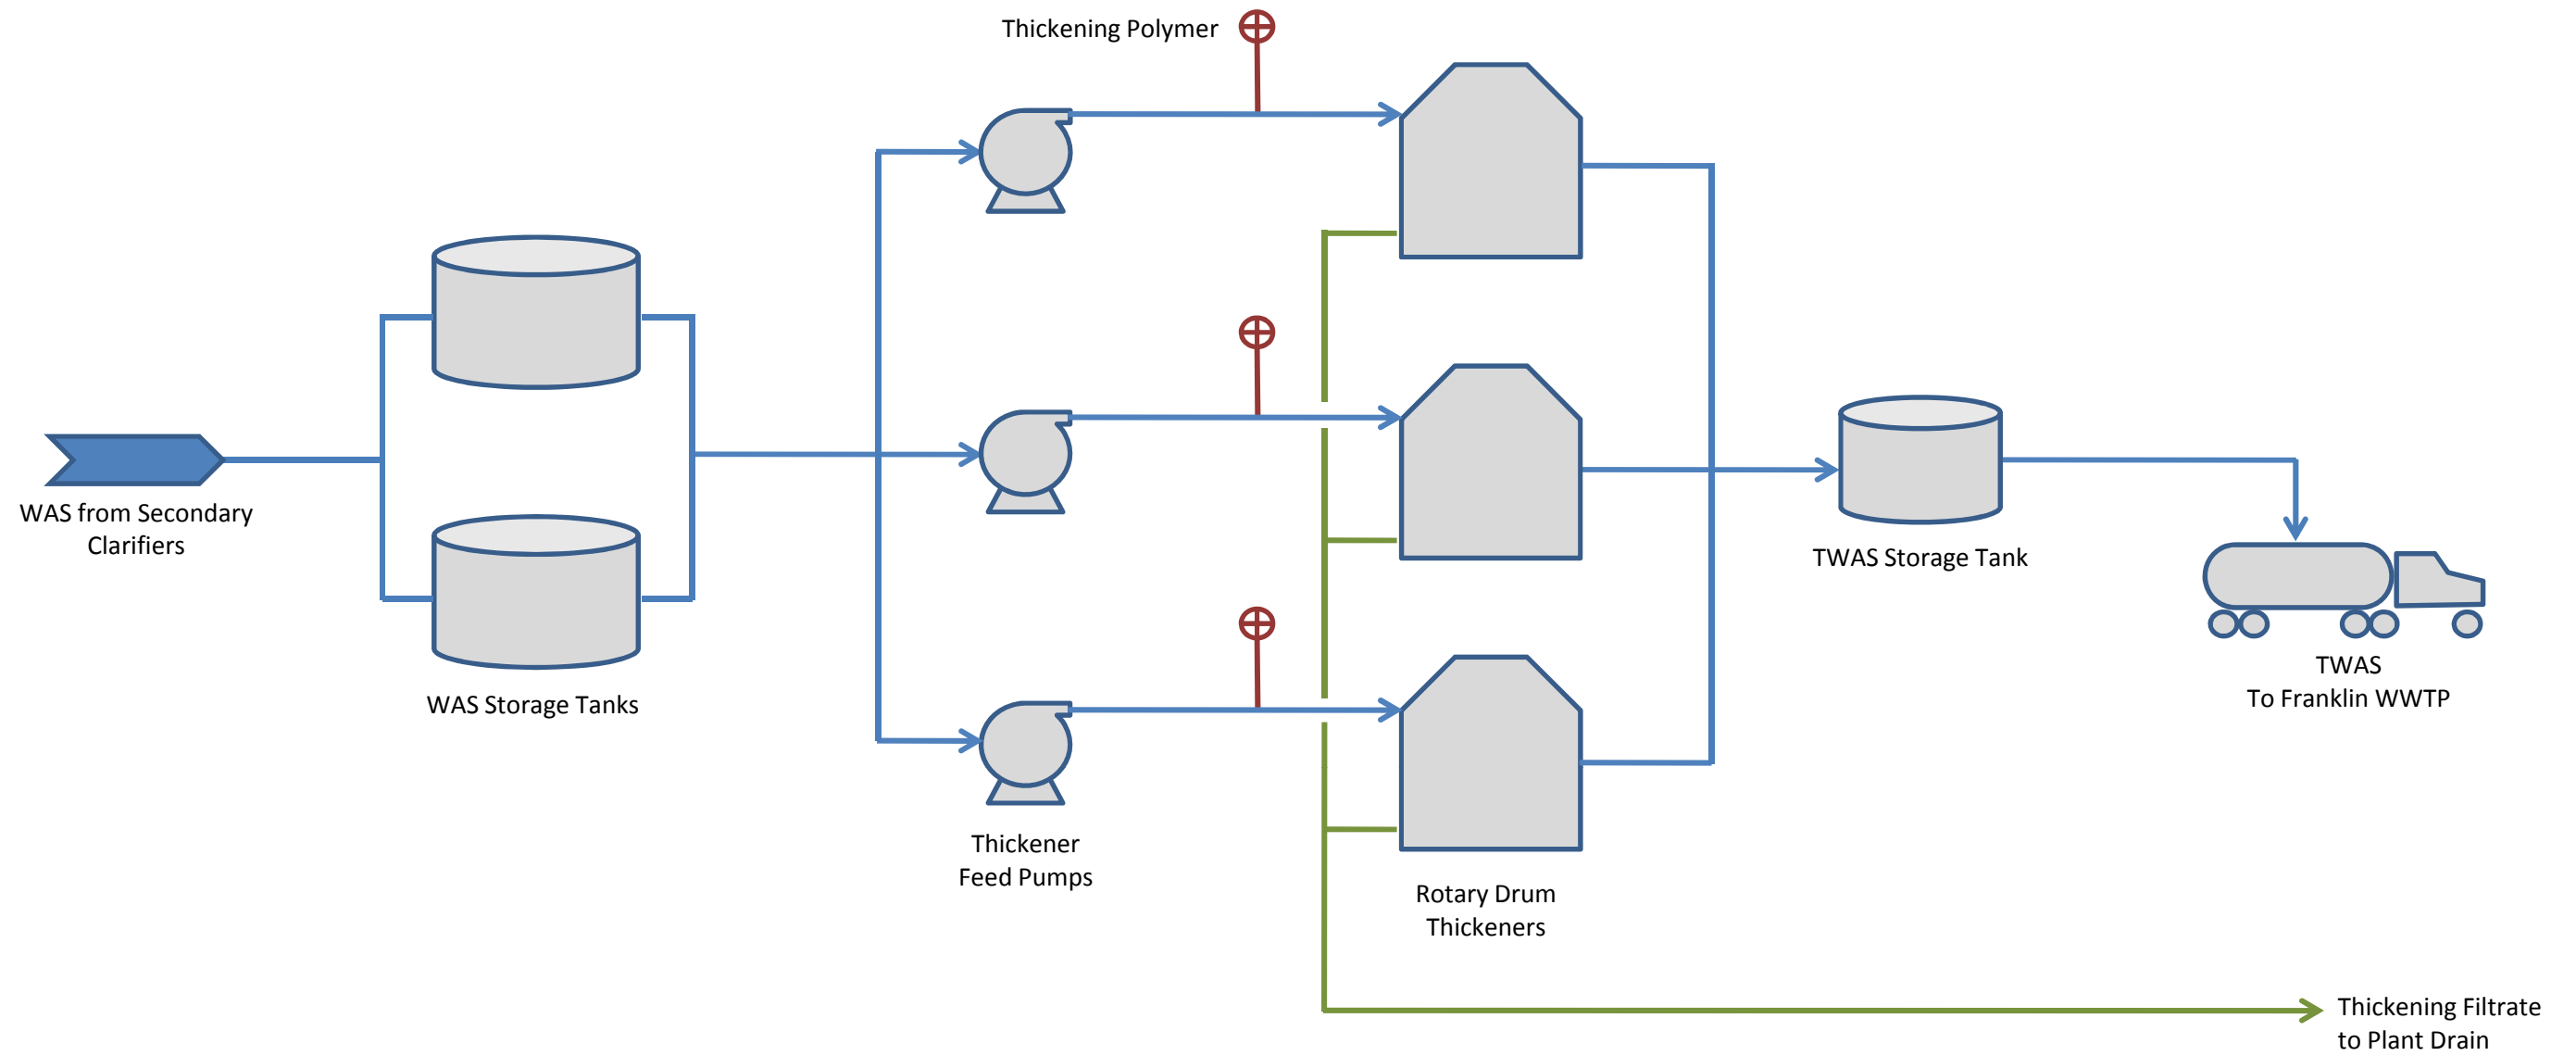 Thickening Polymer
WAS from Secondary
Clarifiers
WAS Storage Tanks
Thickener
Feed Pumps
Rotary Drum
Thickeners
TWAS Storage Tank
TWAS
To Franklin WWTP
Thickening Filtrate
to Plant Drain